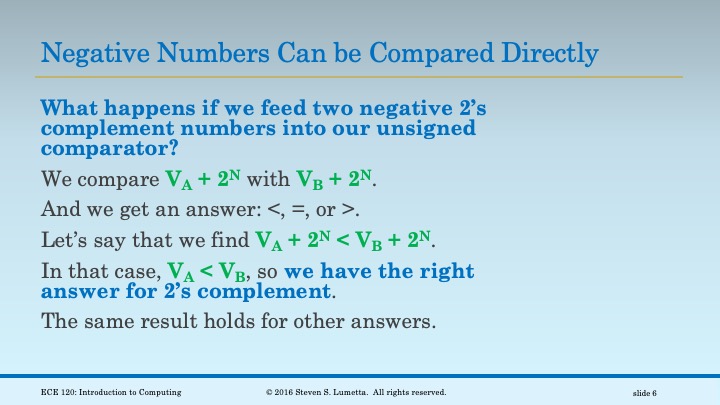 Negative Numbers Can be Compared Directly
What happens if we feed two negative 2's
complement numbers into our unsigned
comparator?
We compare V_A + 2^N with V_B + 2^N.
And we get an answer: <, =, or >.
Let's say that we find V_A + 2^N < V_B + 2^N.
In that case, V_A < V_B, so we have the right
answer for 2's complement.
The same result holds for other answers.
ECE 120: Introduction to Computing © 2016 Steven S. Lumetta. All rights reserved. slide 6